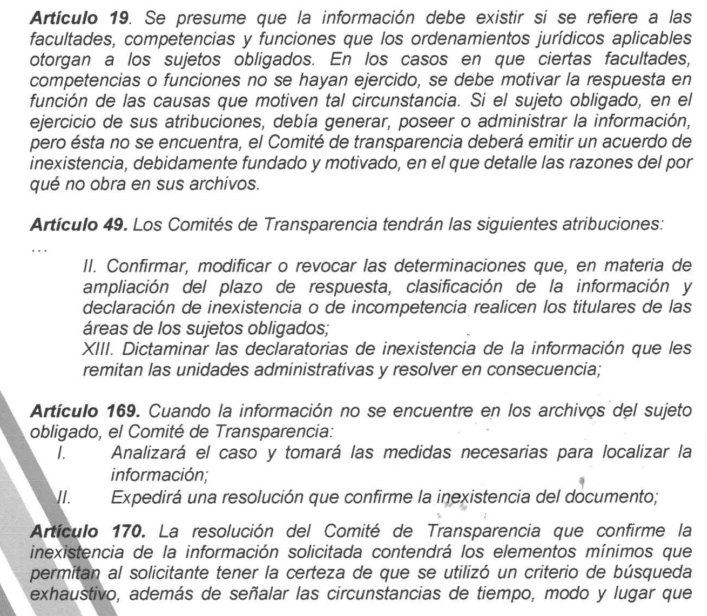 Artículo 19. Se presume que la información debe existir si se refiere a las
facultades, competencias y funciones que los ordenamientos jurídicos aplicables
otorgan a los sujetos obligados. En los casos en que ciertas facultades,
competencias o funciones no se hayan ejercido, se debe motivar la respuesta en
función de las causas que motiven tal circunstancia. Si el sujeto obligado, en el
ejercicio de sus atribuciones, debía generar, poseer o administrar la información,
pero ésta no se encuentra, el Comité de transparencia deberá emitir un acuerdo de
inexistencia, debidamente fundado y motivado, en el que detalle las razones del por
qué no obra en sus archivos.
Artículo 49. Los Comités de Transparencia tendrán las siguientes atribuciones:
...
II. Confirmar, modificar o revocar las determinaciones que, en materia de
ampliación del plazo de respuesta, clasificación de la información y
declaración de inexistencia o de incompetencia realicen los titulares de las
áreas de los sujetos obligados;
XIII. Dictaminar las declaratorias de inexistencia de la información que les
remitan las unidades administrativas y resolver en consecuencia;
Artículo 169. Cuando la información no se encuentre en los archivos del sujeto
obligado, el Comité de Transparencia:
I. Analizará el caso y tomará las medidas necesarias para localizar la
información;
II. Expedirá una resolución que confirme la inexistencia del documento;
Artículo 170. La resolución del Comité de Transparencia que confirme la
inexistencia de la información solicitada contendrá los elementos mínimos que
permitan al solicitante tener la certeza de que se utilizó un criterio de búsqueda
exhaustivo, además de señalar las circunstancias de tiempo, modo y lugar que